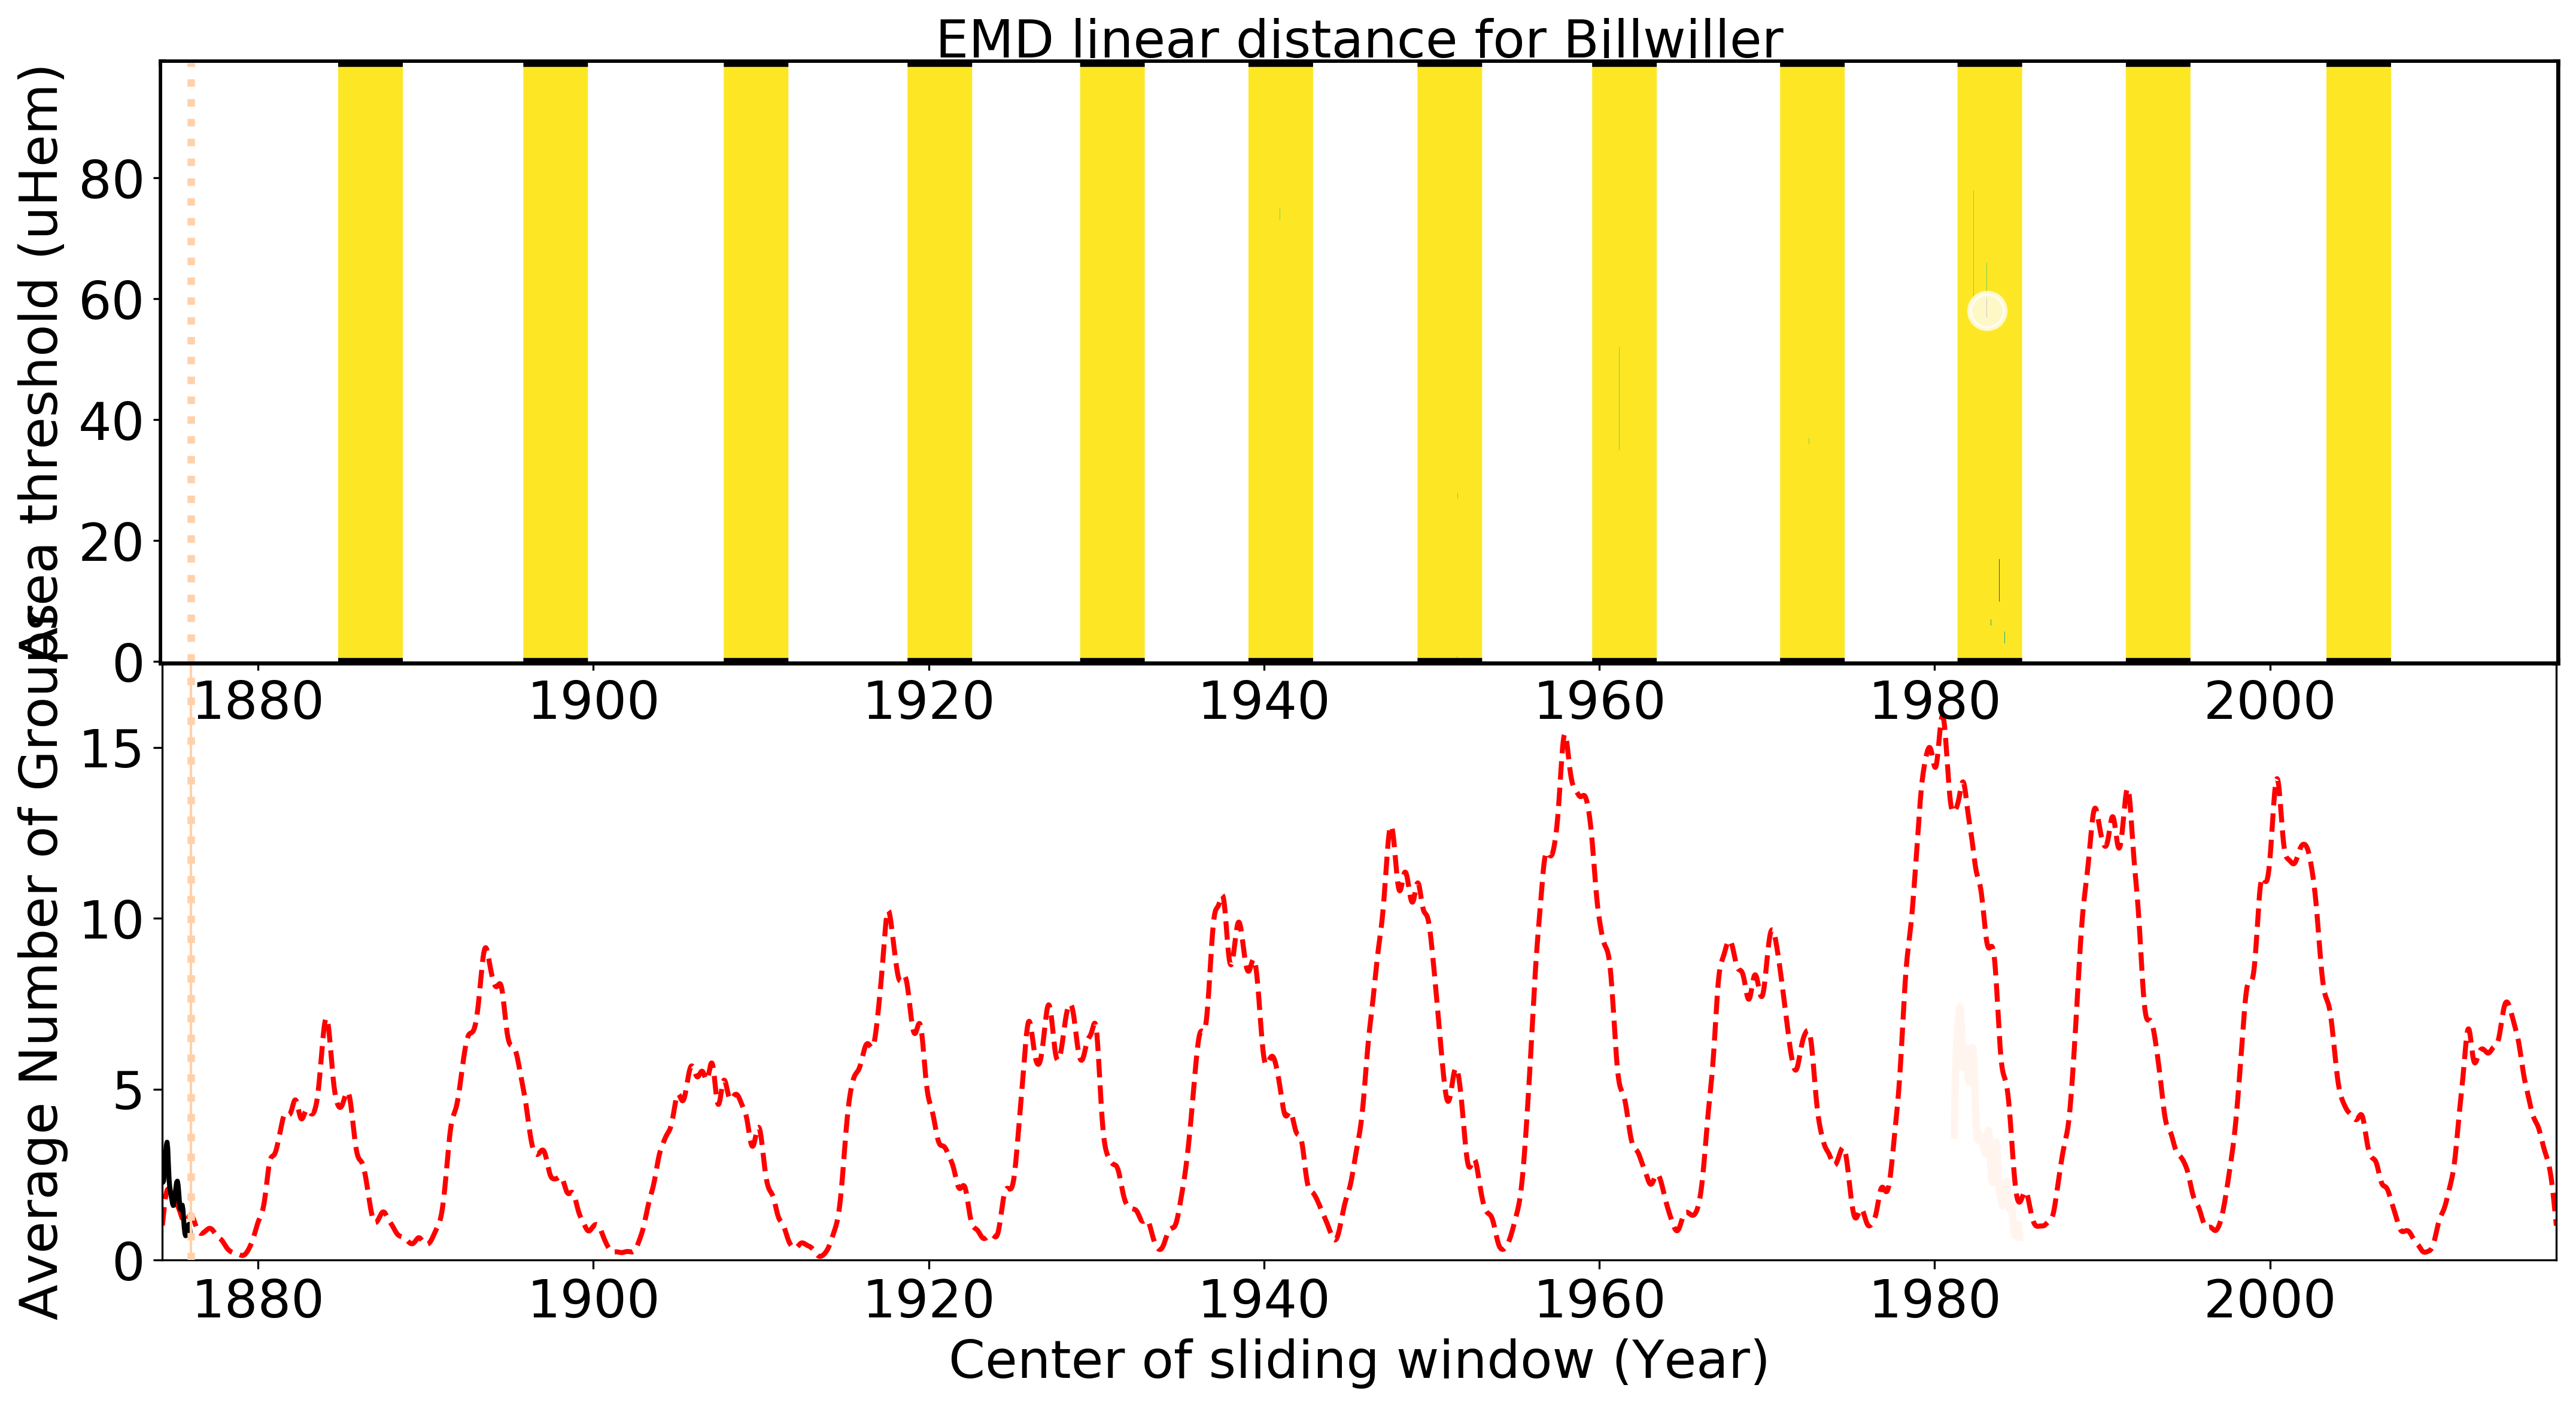 EMD linear distance for Billwiller
Area threshold (uHem)
80
60
40
20
0
1880 1900 1920 1940 1960 1980 2000
Average Number of Groups
15
10
5
0
1880 1900 1920 1940 1960 1980 2000
Center of sliding window (Year)